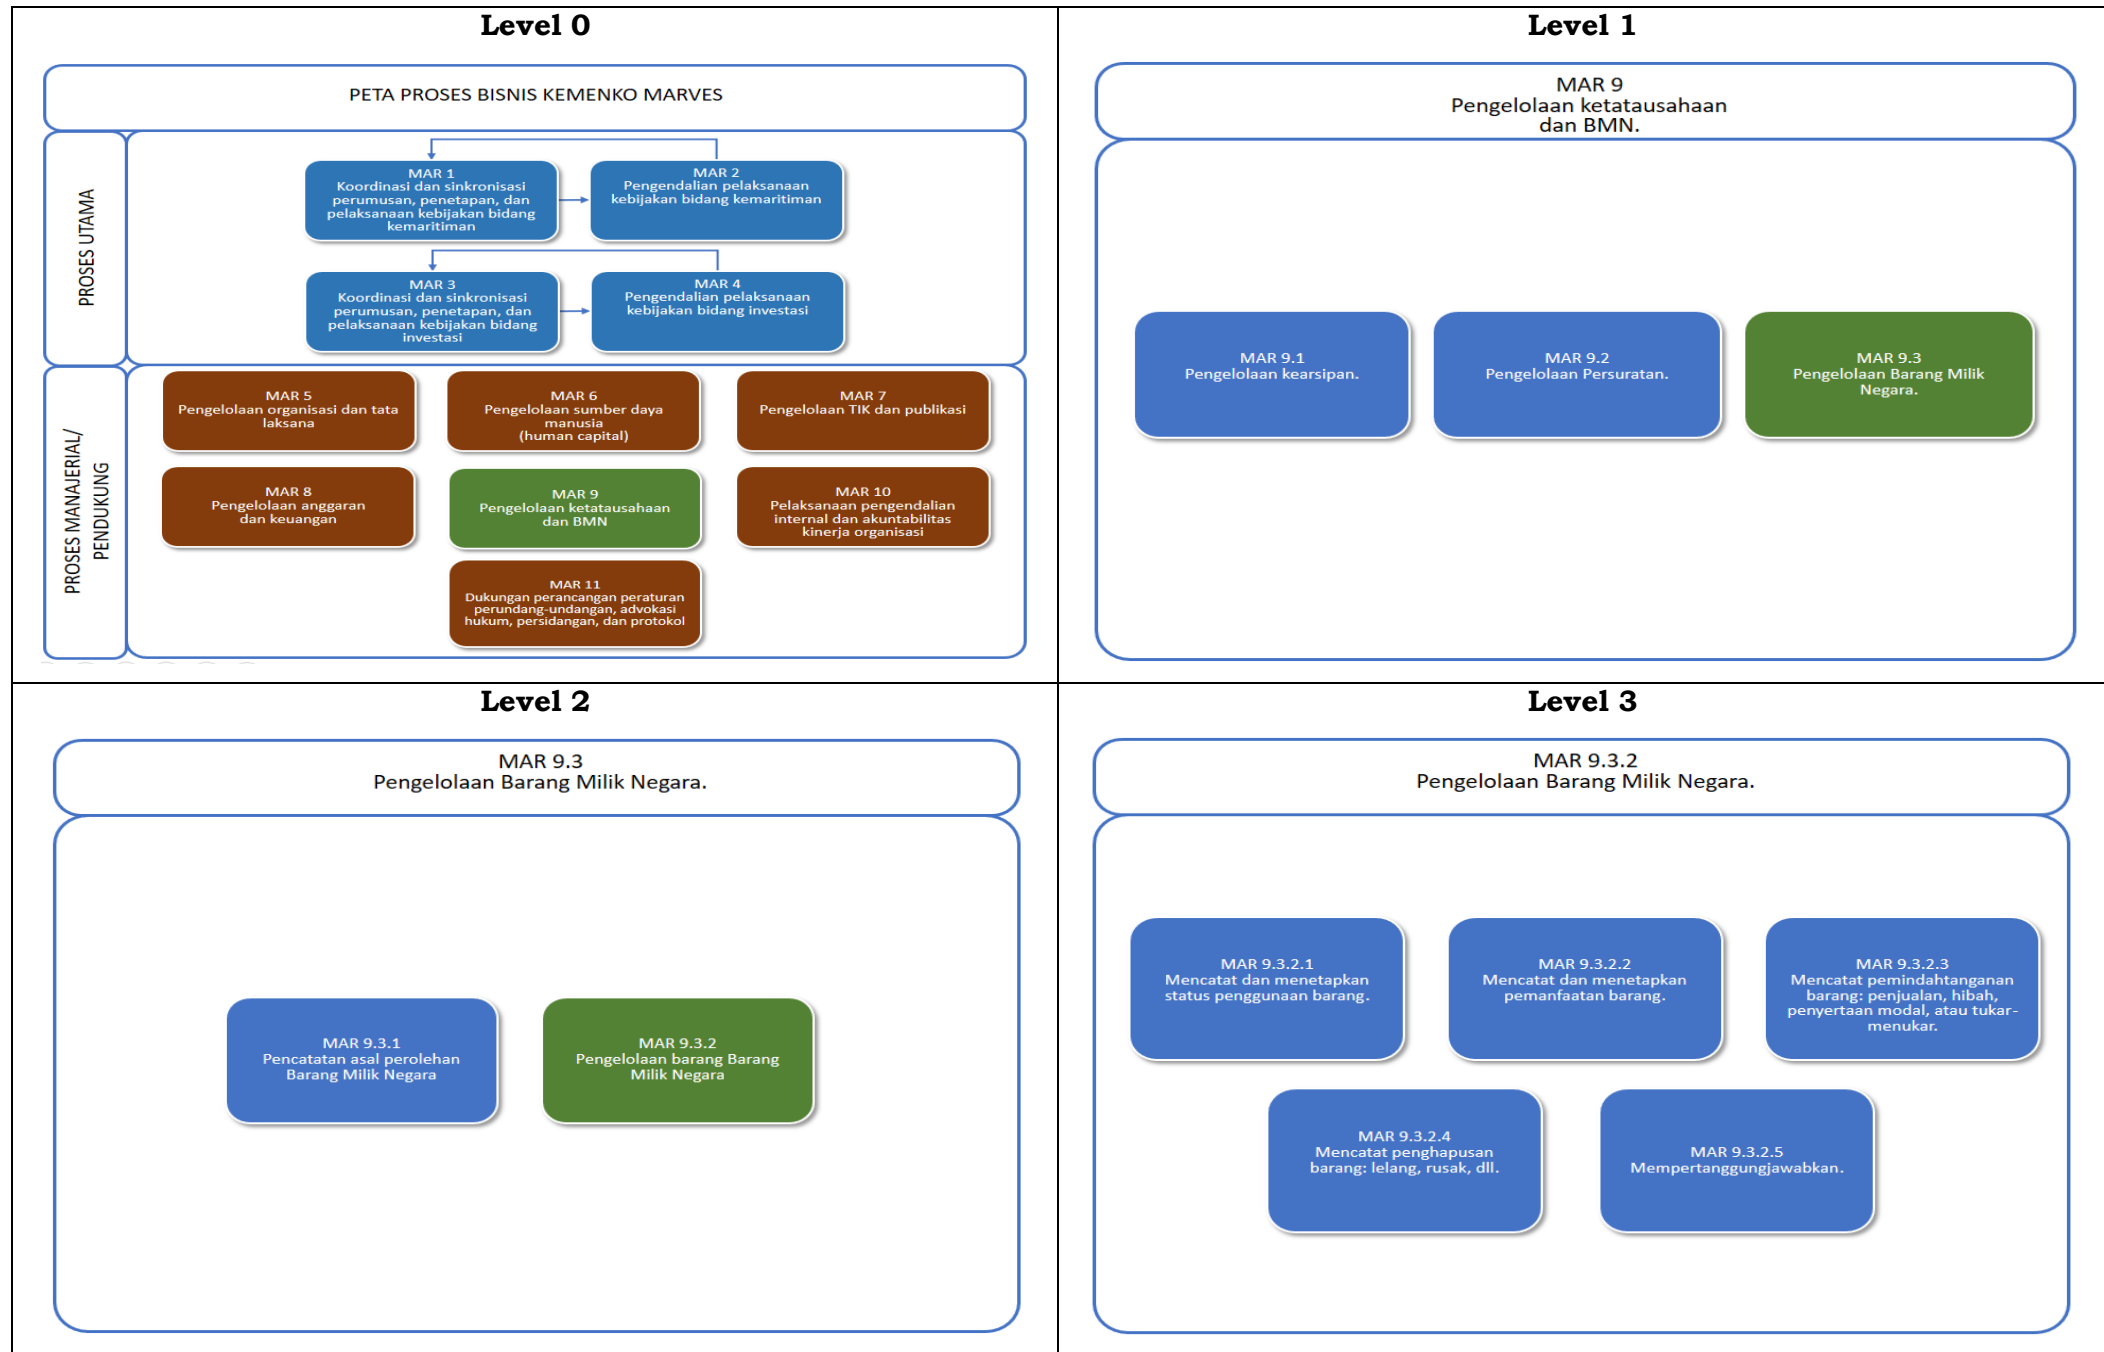 Level 0
PETA PROSES BISNIS KEMENKO MARVES
PROSES UTAMA
MAR 1
Koordinasi dan sinkronisasi
perumusan, penetapan, dan
pelaksanaan kebijakan bidang
kemaritiman
MAR 2
Pengendalian pelaksanaan
kebijakan bidang kemaritiman
MAR 3
Koordinasi dan sinkronisasi
perumusan, penetapan, dan
pelaksanaan kebijakan bidang
investasi
MAR 4
Pengendalian pelaksanaan
kebijakan bidang investasi
PROSES MANAJERIAL/
PENDUKUNG
MAR 5
Pengelolaan organisasi dan tata
laksana
MAR 6
Pengelolaan sumber daya
manusia
(human capital)
MAR 7
Pengelolaan TIK dan publikasi
MAR 8
Pengelolaan anggaran
dan keuangan
MAR 9
Pengelolaan ketatausahaan
dan BMN
MAR 10
Pelaksanaan pengendalian
internal dan akuntabilitas
kinerja organisasi
MAR 11
Dukungan perancangan peraturan
perundang-undangan, advokasi
hukum, persidangan, dan protokol
Level 1
MAR 9
Pengelolaan ketatausahaan
dan BMN.
MAR 9.1
Pengelolaan kearsipan.
MAR 9.2
Pengelolaan Persuratan.
MAR 9.3
Pengelolaan Barang Milik
Negara.
Level 2
MAR 9.3
Pengelolaan Barang Milik Negara.
MAR 9.3.1
Pencatatan asal perolehan
Barang Milik Negara
MAR 9.3.2
Pengelolaan barang Barang
Milik Negara
Level 3
MAR 9.3.2
Pengelolaan Barang Milik Negara.
MAR 9.3.2.1
Mencatat dan menetapkan
status penggunaan barang.
MAR 9.3.2.2
Mencatat dan menetapkan
pemanfaatan barang.
MAR 9.3.2.3
Mencatat pemindahtanganan
barang: penjualan, hibah,
penyertaan modal, atau tukar-
menukar.
MAR 9.3.2.4
Mencatat penghapusan
barang: lelang, rusak, dll.
MAR 9.3.2.5
Mempertanggungjawabkan.